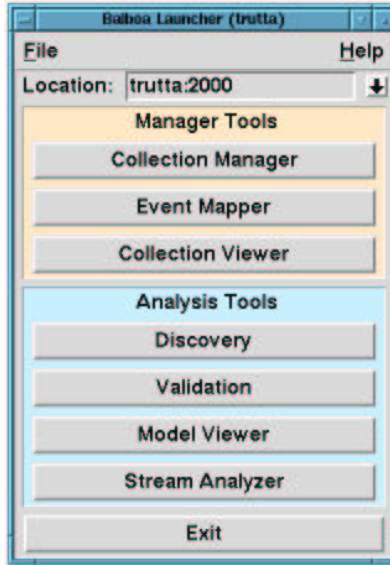 Balboa Launcher (trutta)
File Help
Location: trutta:2000
Manager Tools
Collection Manager
Event Mapper
Collection Viewer
Analysis Tools
Discovery
Validation
Model Viewer
Stream Analyzer
Exit